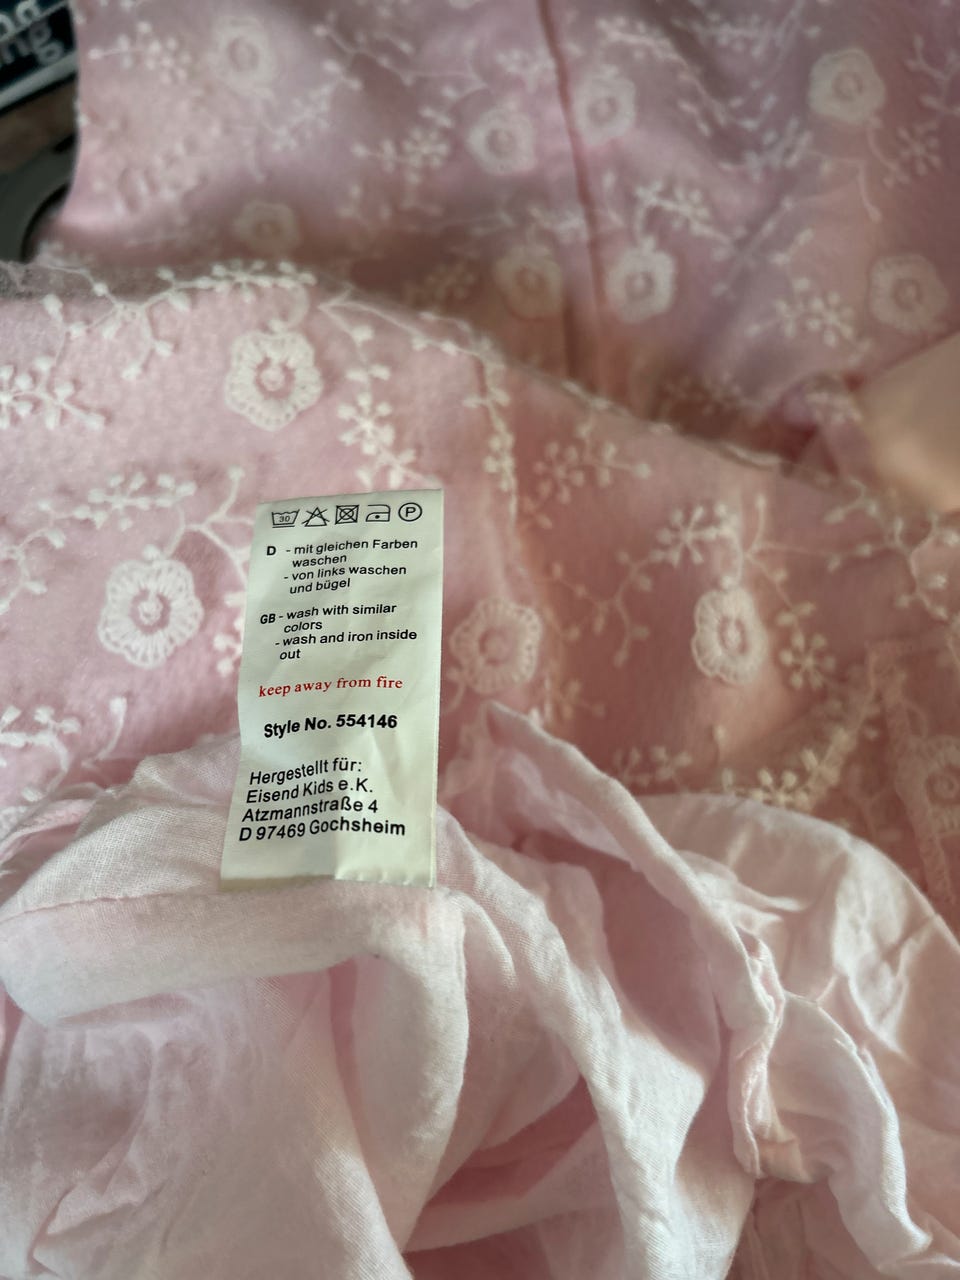 30 P
D - mit gleichen Farben
waschen
- von links waschen
und bügel
GB - wash with similar
colors
- wash and iron inside
out
keep away from fire
Style No. 554146
Hergestellt für:
Eisend Kids e.K.
Atzmannstraße 4
D 97469 Gochsheim